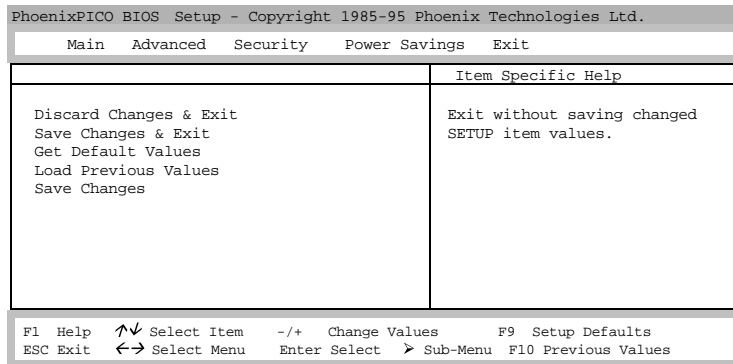 PhoenixPICO BIOS Setup - Copyright 1985-95 Phoenix Technologies Ltd.
Main Advanced Security Power Savings Exit
Item Specific Help
Discard Changes & Exit
Save Changes & Exit
Get Default Values
Load Previous Values
Save Changes
Exit without saving changed
SETUP item values.
F1 Help ↑↓ Select Item -/+ Change Values F9 Setup Defaults
ESC Exit ←→ Select Menu Enter Select ➢ Sub-Menu F10 Previous Values